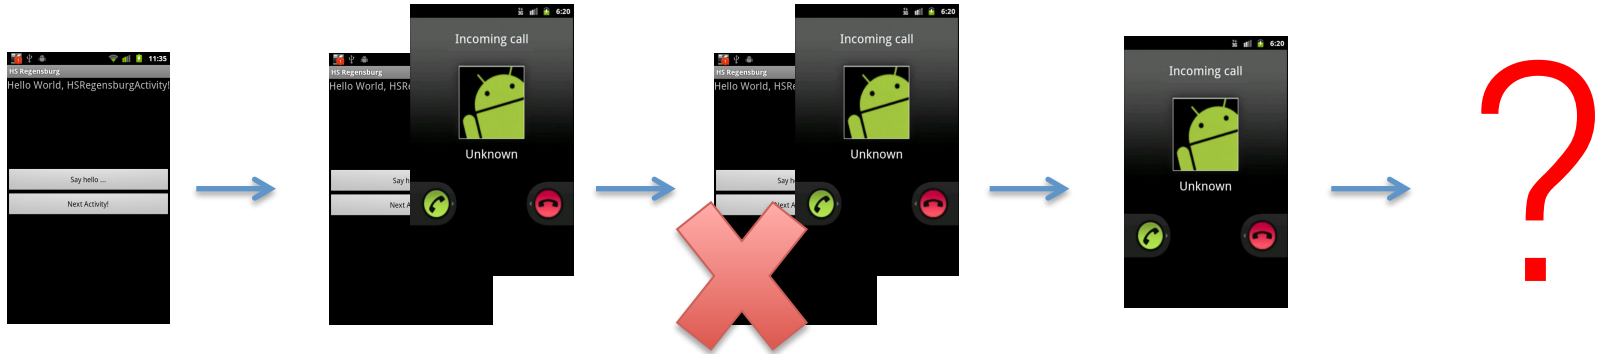 11:35
HS Regensburg
Hello World, HSRegensburgActivity!
Say hello ...
Next Activity!
6:20
Incoming call
Unknown
HS Regensburg
Hello World, HSR
Say h
Next A
6:20
Incoming call
Unknown
HS Regensburg
Hello World, HSR
Say h
Next A
6:20
Incoming call
Unknown
?